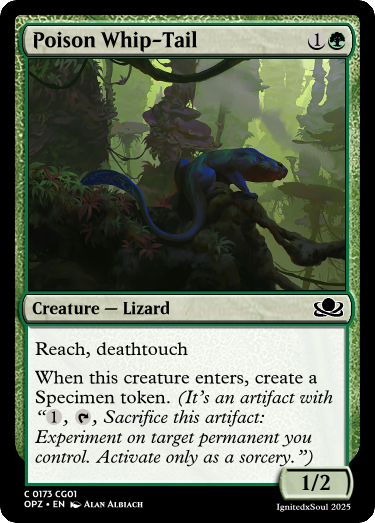 Poison Whip-Tail 1
Creature — Lizard
Reach, deathtouch
When this creature enters, create a
Specimen token. (It's an artifact with
"1, , Sacrifice this artifact:
Experiment on target permanent you
control. Activate only as a sorcery.")
1/2
C 0173 CG01
OPZ • EN Alan Albiach
IgnitedxSoul 2025